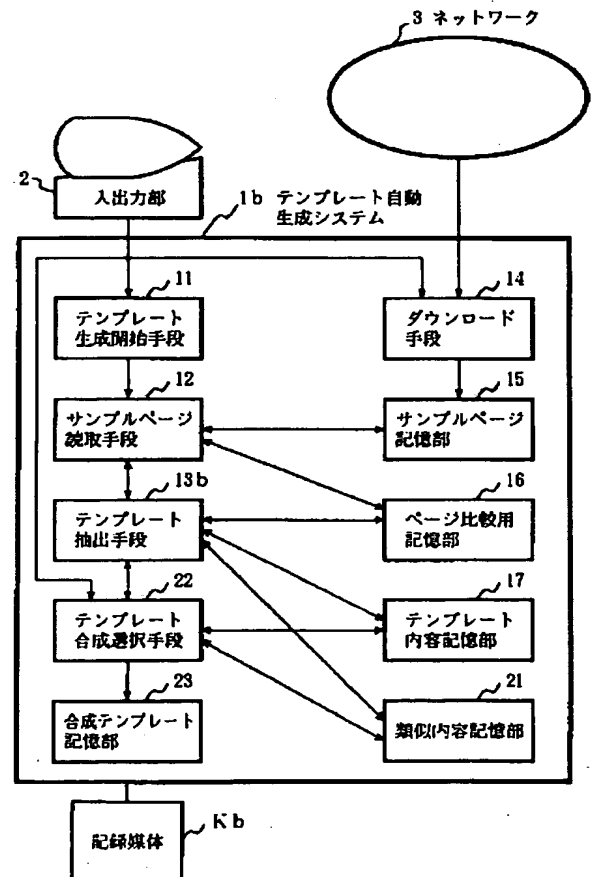 3 ネットワーク
2
入出力部
1b テンプレート自動
生成システム
11
テンプレート
生成開始手段
14
ダウンロード
手段
12
サンプルページ
読取手段
15
サンプルページ
記憶部
13b
テンプレート
抽出手段
16
ページ比較用
記憶部
22
テンプレート
合成選択手段
17
テンプレート
内容記憶部
23
合成テンプレート
記憶部
21
類似内容記憶部
記録媒体
Kb